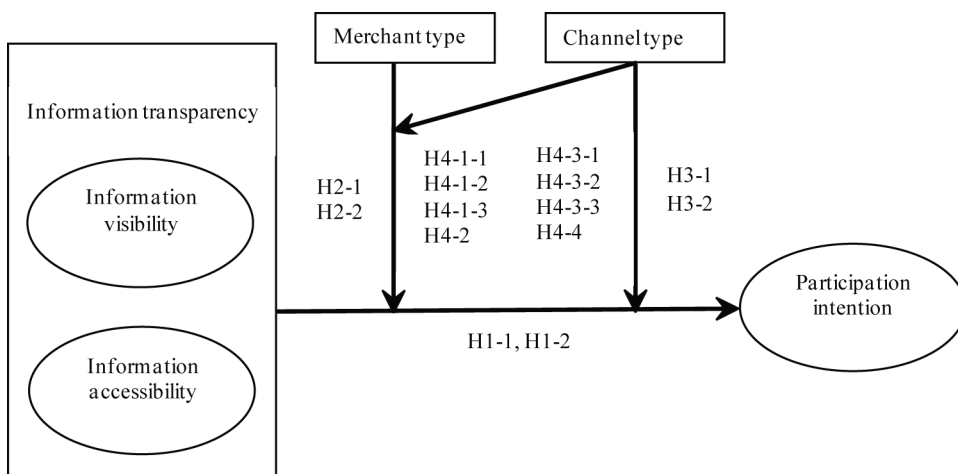 Merchant type
Channel type
Information transparency
Information
visibility
Information
accessibility
H2-1
H2-2
H4-1-1
H4-1-2
H4-1-3
H4-2
H4-3-1
H4-3-2
H4-3-3
H4-4
H3-1
H3-2
H1-1, H1-2
Participation
intention